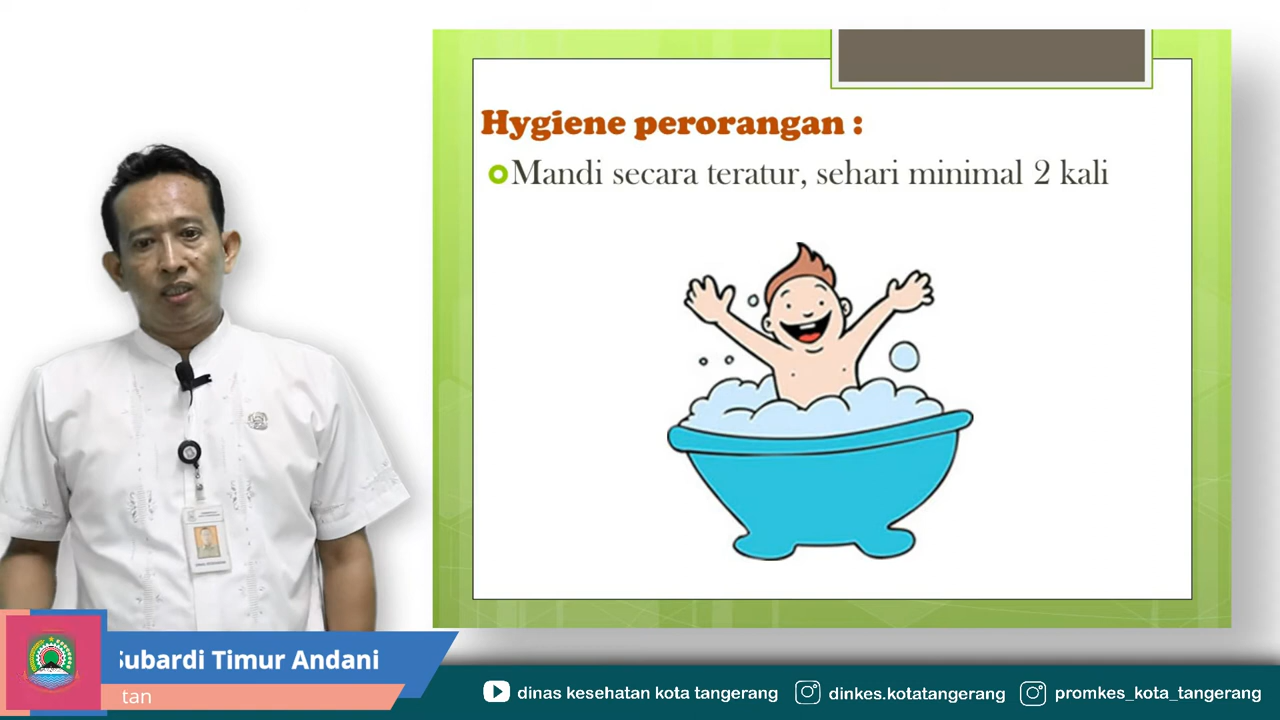 Hygiene perorangan :
Mandi secara teratur, sehari minimal 2 kali
Subardi Timur Andani
tan
dinas kesehatan kota tangerang
dinkes.kotatangerang
promkes_kota_tangerang